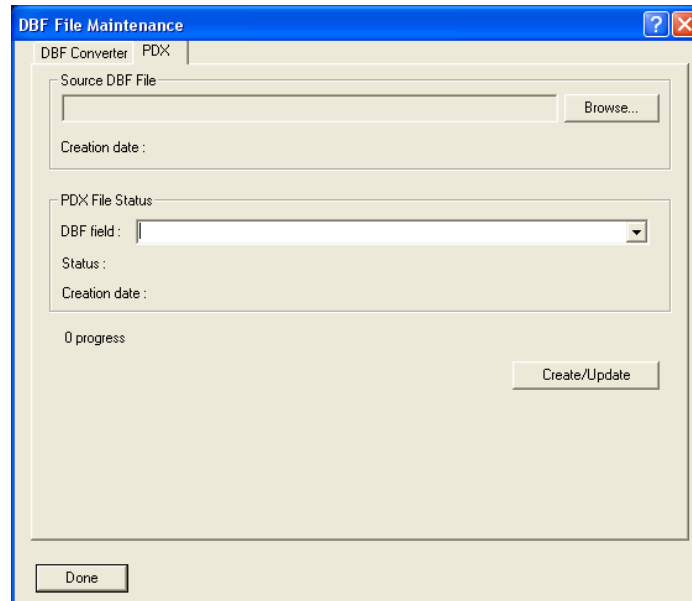 DBF File Maintenance
DBF Converter PDX
Source DBF File
Browse...
Creation date :
PDX File Status
DBF field :
Status :
Creation date :
0 progress
Create/Update
Done